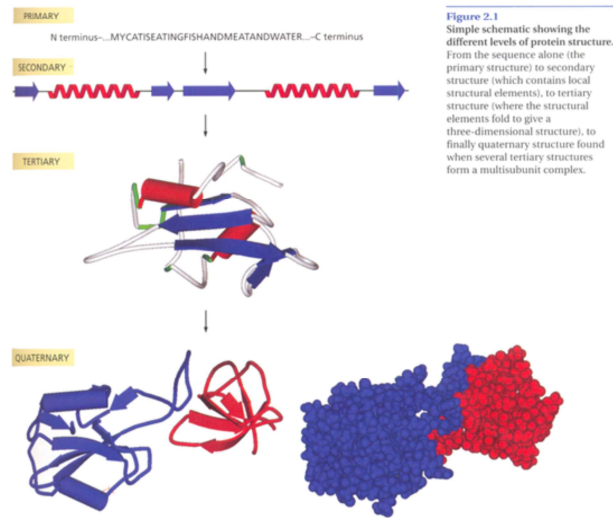 PRIMARY
N terminus–...MYCATISEATINGFISHANDMEATANDWATER...–C terminus
SECONDARY
TERTIARY
QUATERNARY
Figure 2.1
Simple schematic showing the
different levels of protein structure.
From the sequence alone (the
primary structure) to secondary
structure (which contains local
structural elements), to tertiary
structure (where the structural
elements fold to give a
three-dimensional structure), to
finally quaternary structure found
when several tertiary structures
form a multisubunit complex.